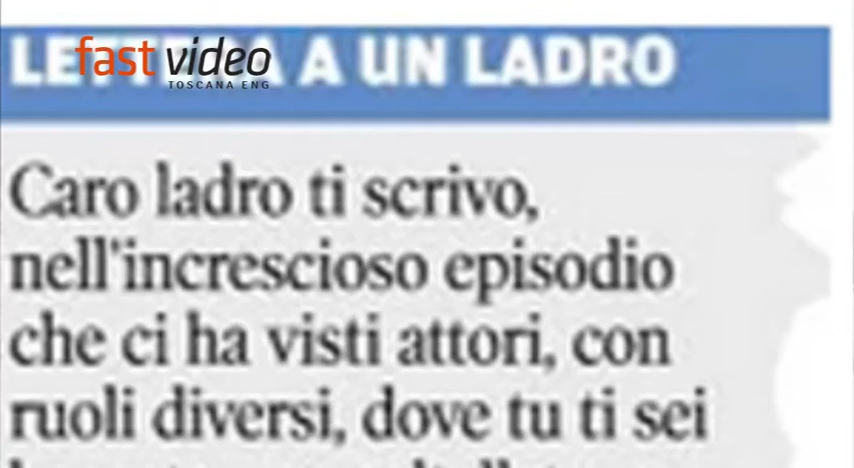 fast video
TOSCANA ENG
A UN LADRO
Caro ladro ti scrivo,
nell'increscioso episodio
che ci ha visti attori, con
ruoli diversi, dove tu ti sei